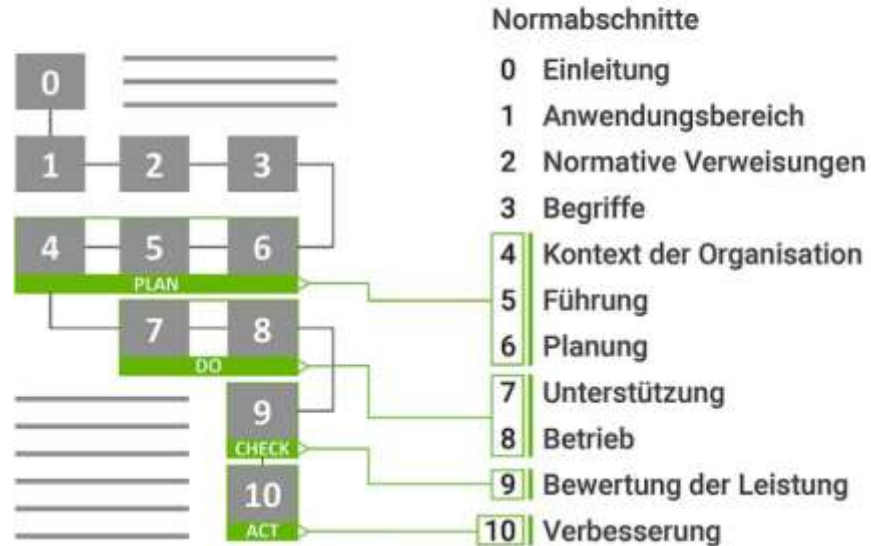 Normabschnitte
0 Einleitung
1 Anwendungsbereich
2 Normative Verweisungen
3 Begriffe
4 Kontext der Organisation
5 Führung
6 Planung
7 Unterstützung
8 Betrieb
9 Bewertung der Leistung
10 Verbesserung
0
1 2 3
4 5 6
PLAN
7 8
DO
9
CHECK
10
ACT